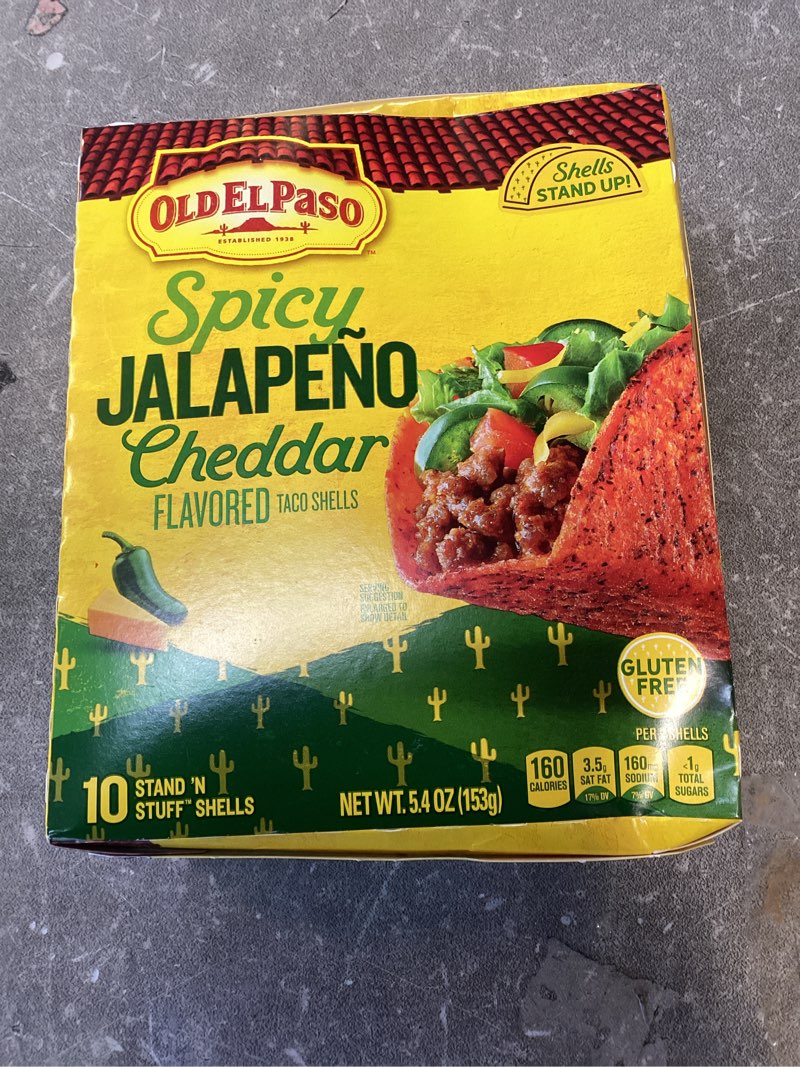 OLD EL PASO
ESTABLISHED 1938
TM
Shells
STAND UP!
Spicy
JALAPEÑO
Cheddar
FLAVORED TACO SHELLS
SERVING
SUGGESTION
ENLARGED TO
SHOW DETAIL
GLUTEN
FREE
PER SHELLS
10 STAND 'N
STUFF™ SHELLS
NET WT. 5.4 OZ (153g)
160
CALORIES
3.5g
SAT FAT
17% DV
160mg
SODIUM
7% DV
<1g
TOTAL
SUGARS